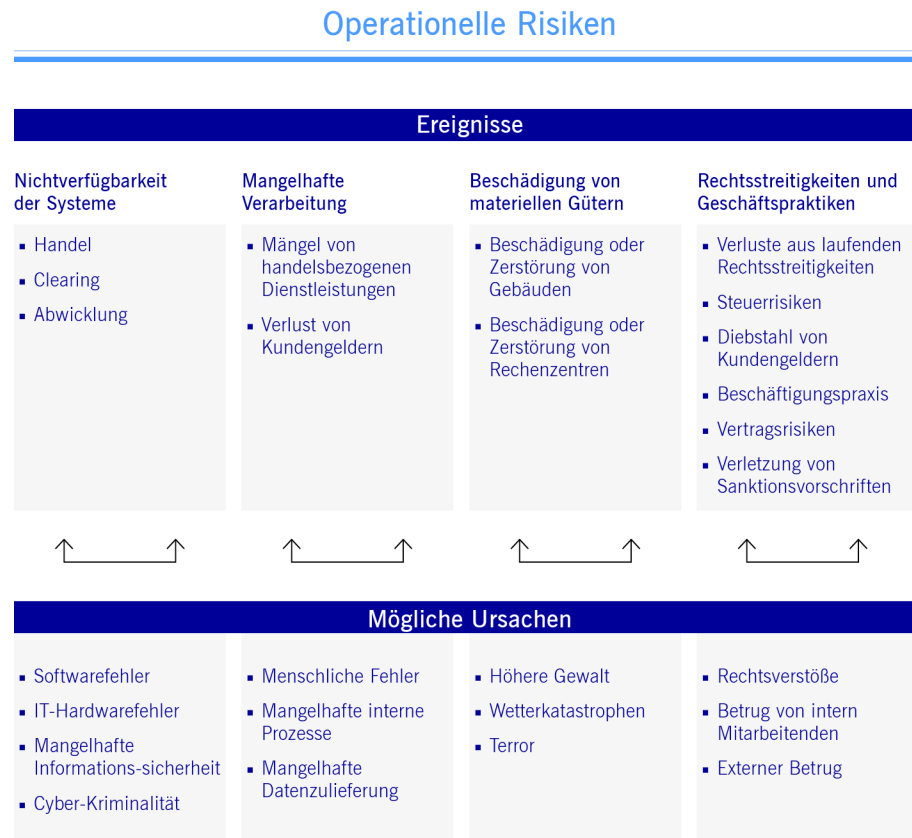 Operationelle Risiken
Ereignisse
Nichtverfügbarkeit
der Systeme
▪ Handel
▪ Clearing
▪ Abwicklung
Mangelhafte
Verarbeitung
▪ Mängel von
handelsbezogenen
Dienstleistungen
▪ Verlust von
Kundengeldern
Beschädigung von
materiellen Gütern
▪ Beschädigung oder
Zerstörung von
Gebäuden
▪ Beschädigung oder
Zerstörung von
Rechenzentren
Rechtsstreitigkeiten und
Geschäftspraktiken
▪ Verluste aus laufenden
Rechtsstreitigkeiten
▪ Steuerrisiken
▪ Diebstahl von
Kundengeldern
▪ Beschäftigungspraxis
▪ Vertragsrisiken
▪ Verletzung von
Sanktionsvorschriften
Mögliche Ursachen
▪ Softwarefehler
▪ IT-Hardwarefehler
▪ Mangelhafte
Informations-sicherheit
▪ Cyber-Kriminalität
▪ Menschliche Fehler
▪ Mangelhafte interne
Prozesse
▪ Mangelhafte
Datenzulieferung
▪ Höhere Gewalt
▪ Wetterkatastrophen
▪ Terror
▪ Rechtsverstöße
▪ Betrug von intern
Mitarbeitenden
▪ Externer Betrug